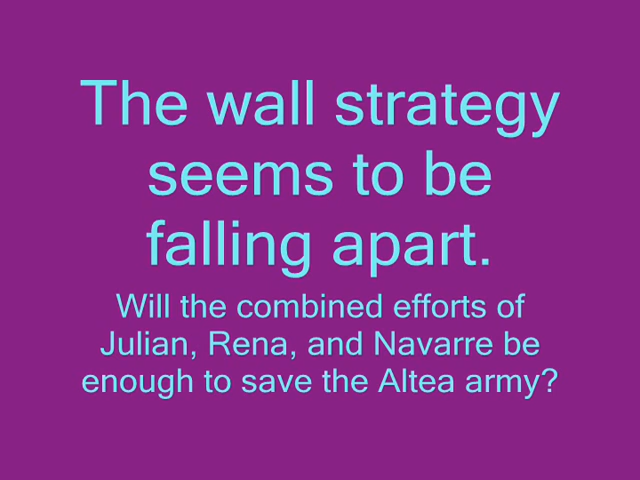 The wall strategy
seems to be
falling apart.
Will the combined efforts of
Julian, Rena, and Navarre be
enough to save the Altea army?